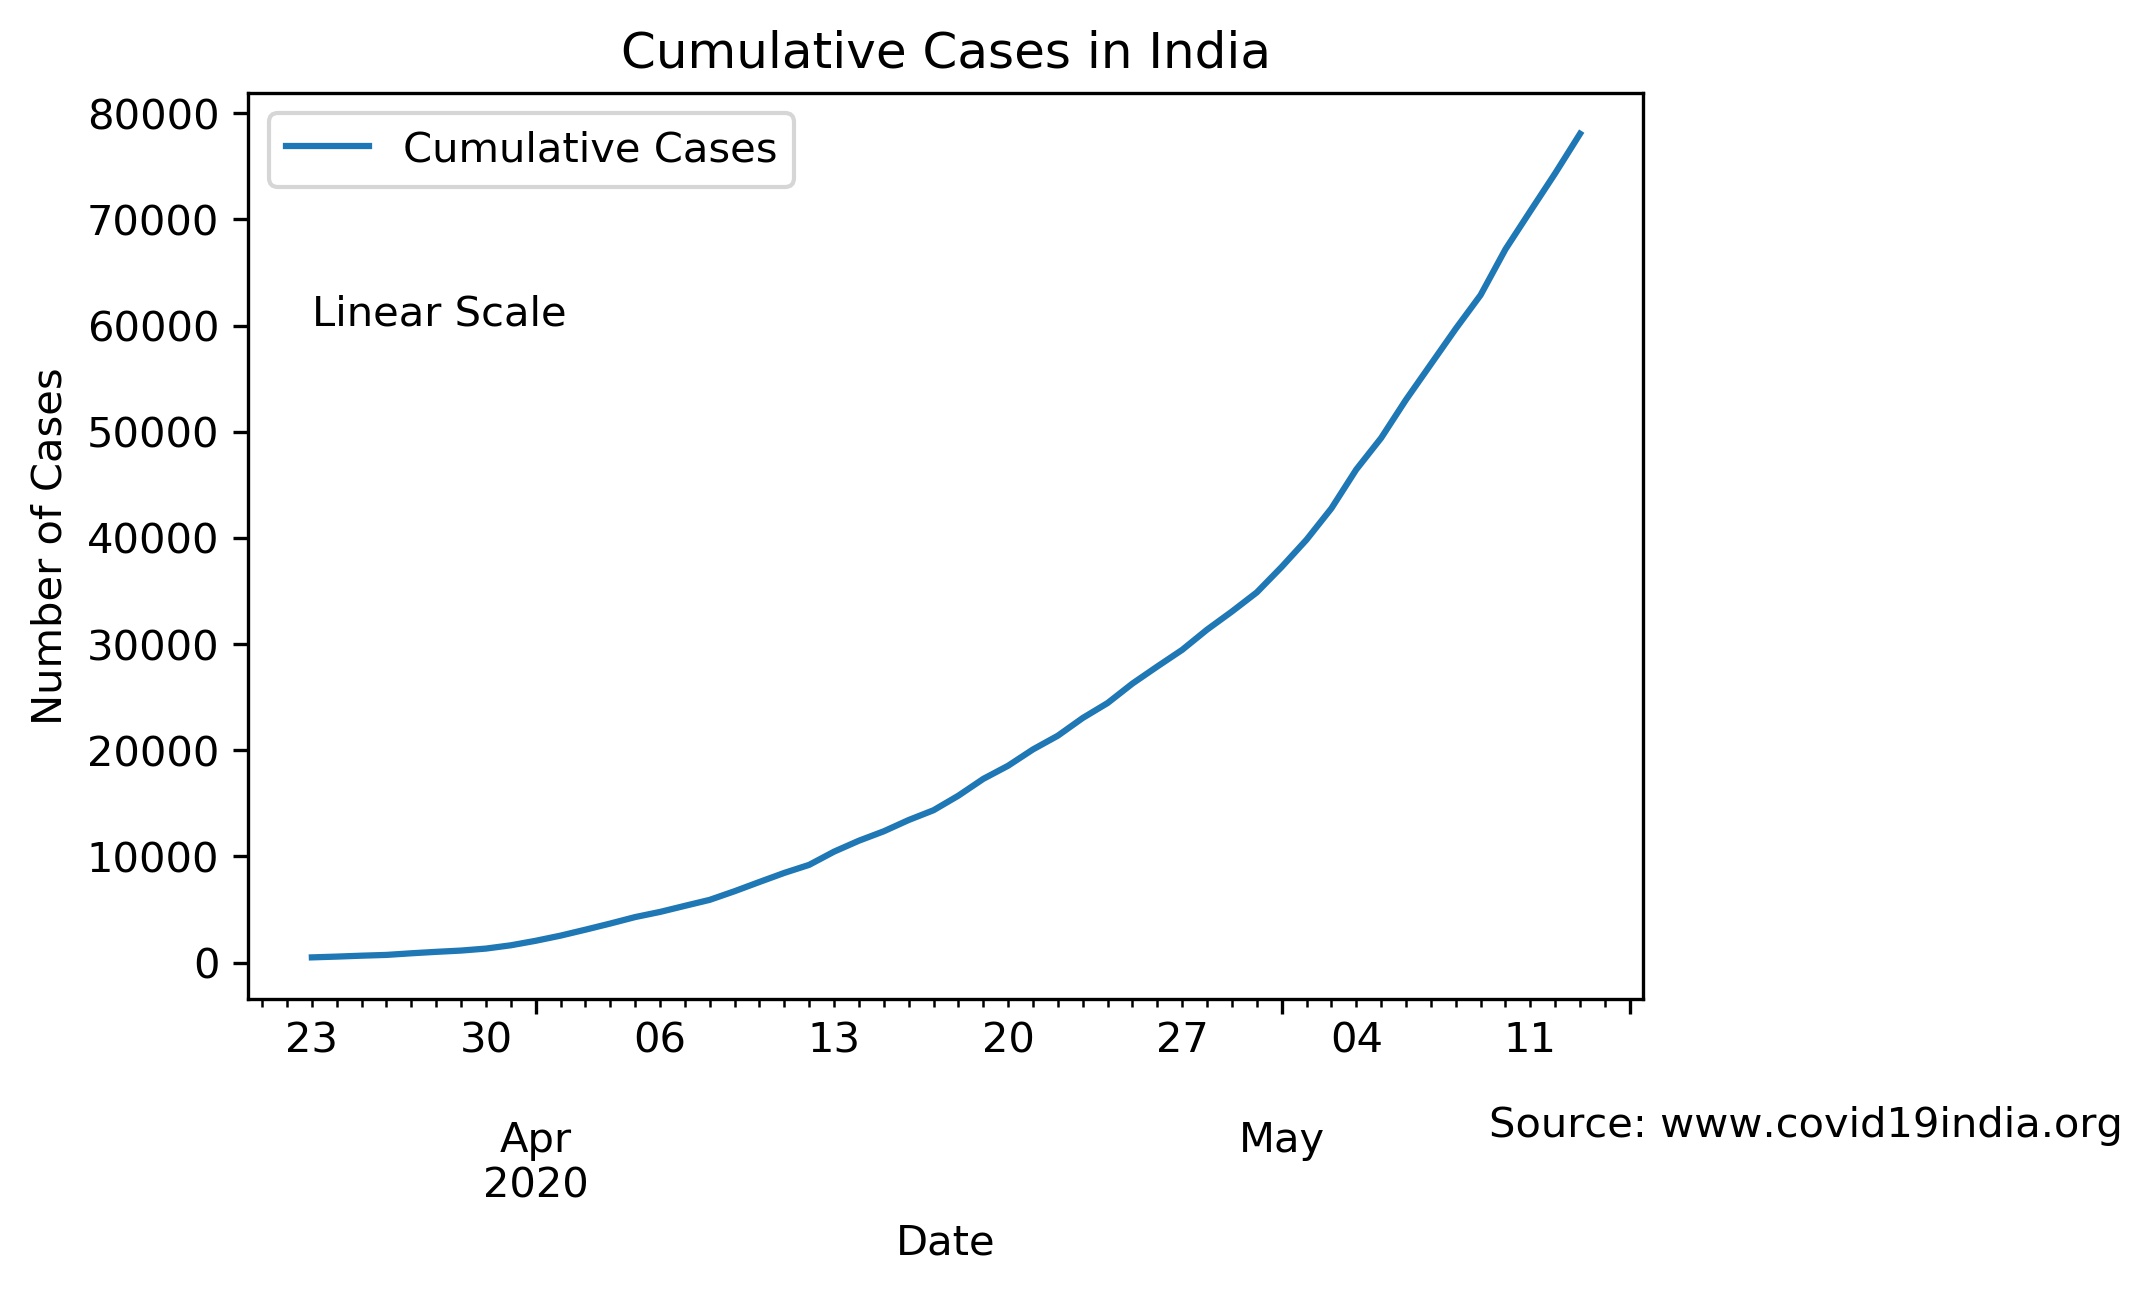 Cumulative Cases in India
Cumulative Cases
Linear Scale
Number of Cases
80000
70000
60000
50000
40000
30000
20000
10000
0
23 30 06 13 20 27 04 11
Apr May
2020
Source: www.covid19india.org
Date